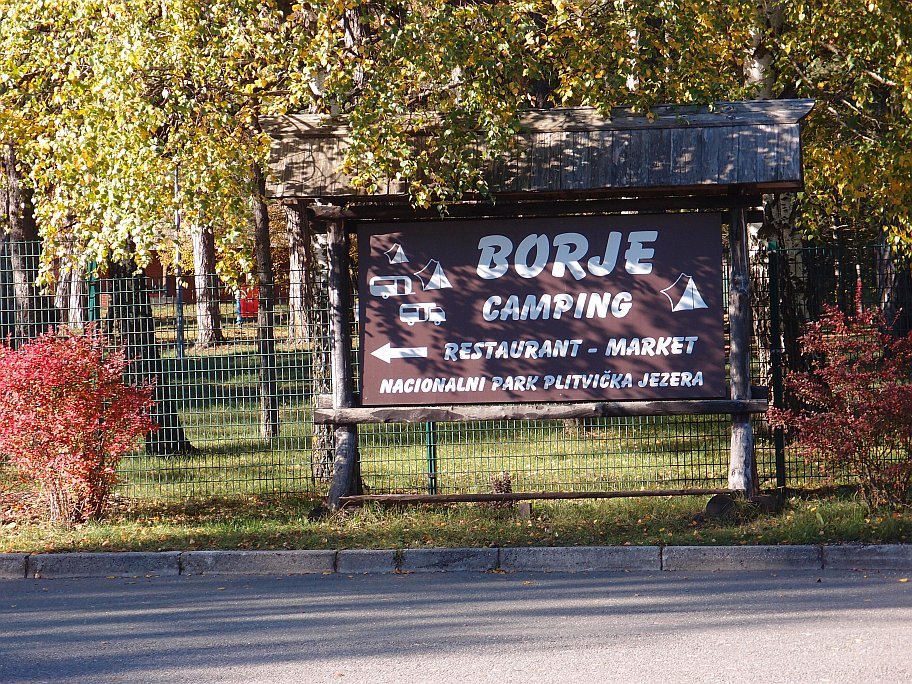 BORJE
CAMPING
RESTAURANT - MARKET
NACIONALNI PARK PLITVIČKA JEZERA